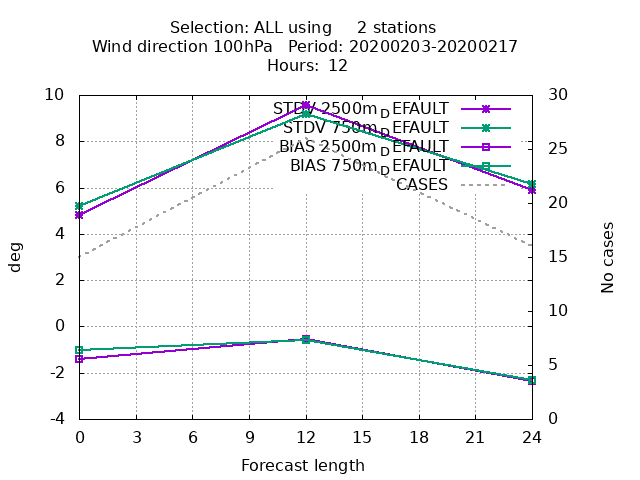 Selection: ALL using     2 stations
Wind direction 100hPa   Period: 20200203-20200217
Hours: 12
10
8
6
4
2
0
-2
-4
deg
STDV 2500m_DEFAULT
STDV 750m_DEFAULT
BIAS 2500m_DEFAULT
BIAS 750m_DEFAULT
CASES
30
25
20
15
10
5
0
No cases
0 3 6 9 12 15 18 21 24
Forecast length